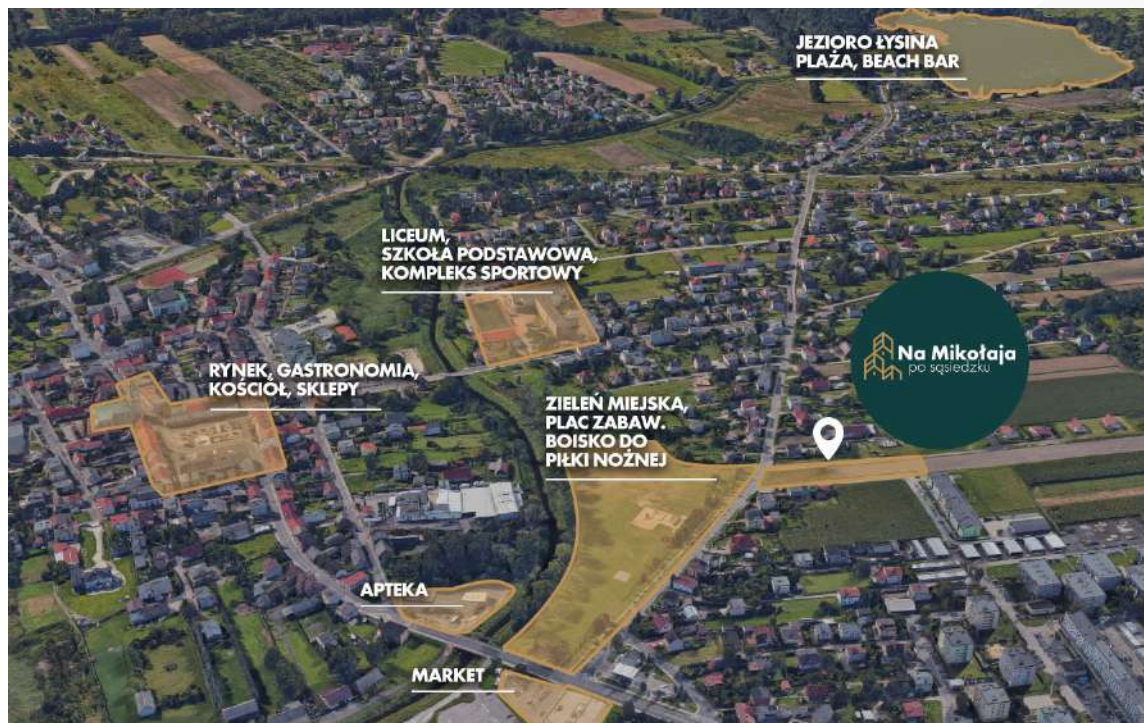 JEZIORO ŁYSINA
PLAŻA, BEACH BAR
LICEUM,
SZKOŁA PODSTAWOWA,
KOMPLEKS SPORTOWY
Na Mikołaja
po sąsiedzku
RYNEK, GASTRONOMIA,
KOŚCIÓŁ, SKLEPY
ZIELEŃ MIEJSKA,
PLAC ZABAW.
BOISKO DO
PIŁKI NOŻNEJ
APTEKA
MARKET